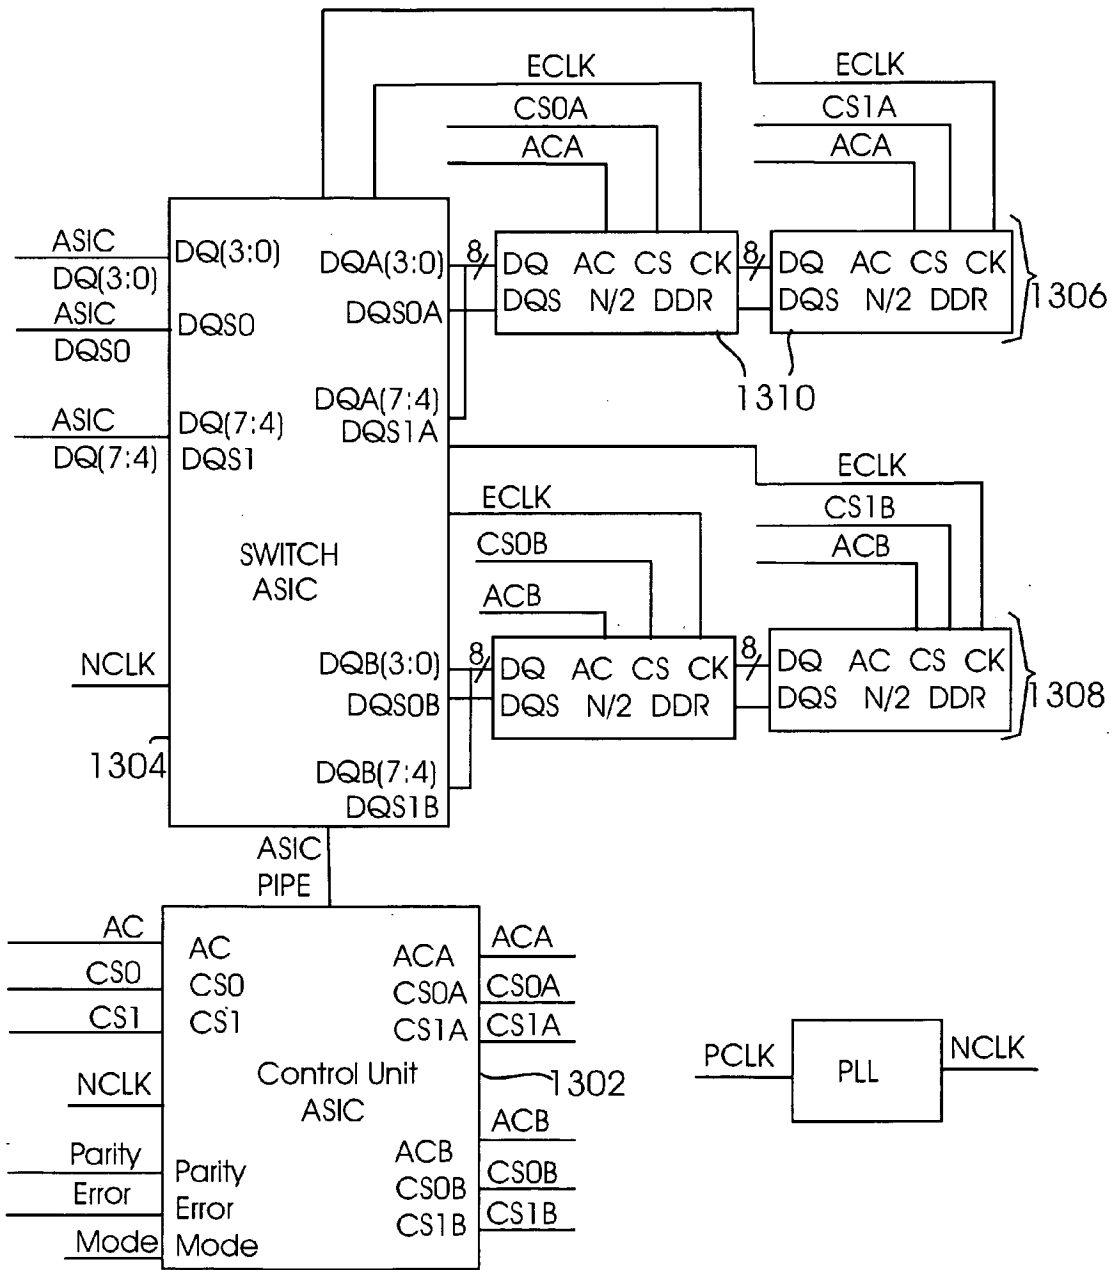 ECLK
ECLK
CS0A
CS1A
ACA
ACA
ASIC
DQ(3:0)
DQ(3:0)
DQA(3:0)
8
DQ AC CS CK
8
DQ AC CS CK
DQS N/2 DDR
DQS N/2 DDR
1306
ASIC
DQS0
DQS0
DQS0A
1310
ASIC
DQ(7:4)
DQ(7:4)
DQS1
DQA(7:4)
DQS1A
ECLK
ECLK
CS1B
CS0B
ACB
ACB
SWITCH
ASIC
NCLK
DQB(3:0)
8
DQ AC CS CK
8
DQ AC CS CK
DQS0B
DQS N/2 DDR
DQS N/2 DDR
1308
1304
DQB(7:4)
DQS1B
ASIC
PIPE
AC
AC
ACA
ACA
CS0
CS0
CS0A
CS0A
CS1
CS1
CS1A
CS1A
NCLK
Control Unit
ASIC
1302
PCLK
PLL
NCLK
ACB
ACB
Parity
Parity
CS0B
CS0B
Error
Error
CS1B
CS1B
Mode
Mode